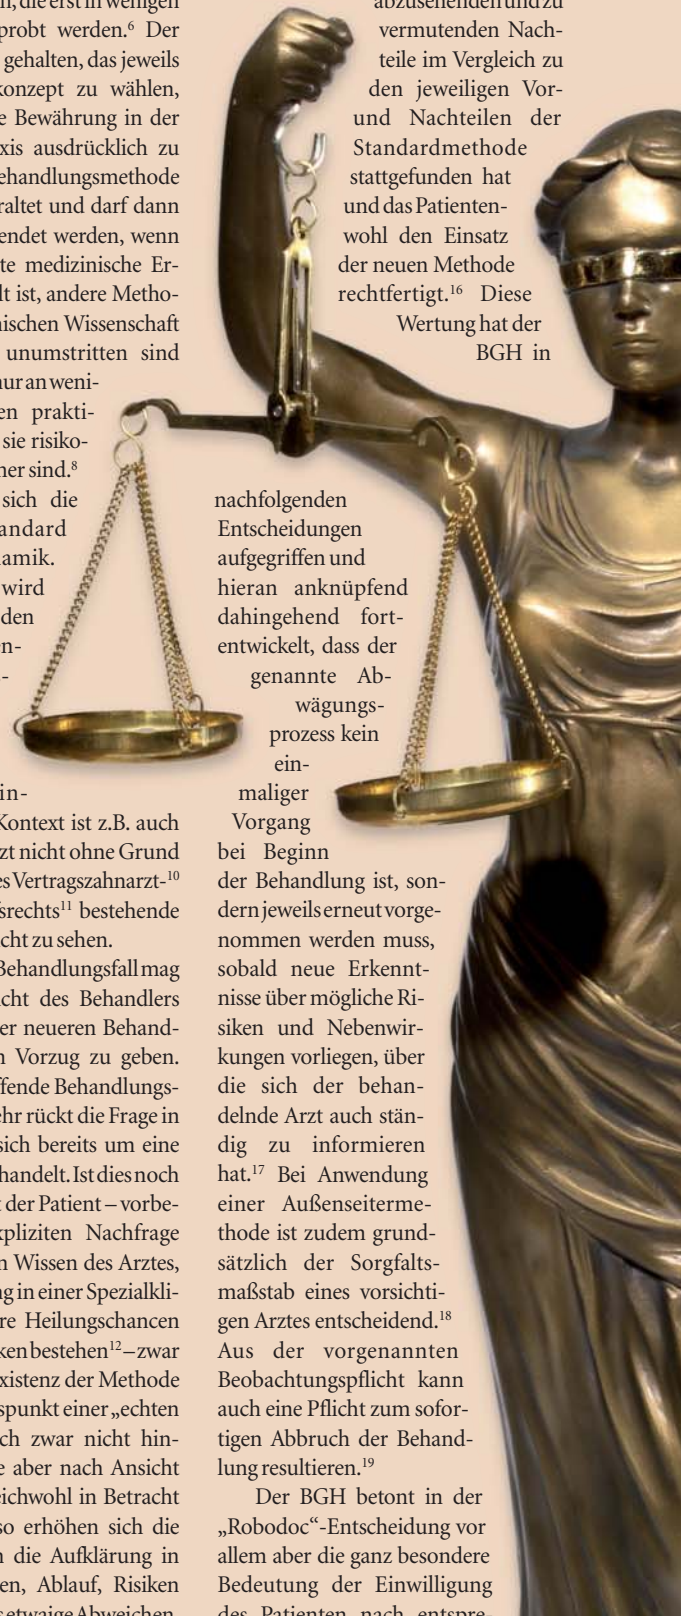 die erst in wenigen
probt werden.⁶ Der
gehalten, das jeweils
konzept zu wählen,
e Bewährung in der
xis ausdrücklich zu
ehandlungsmethode
raltet und darf dann
endet werden, wenn
te medizinische Er-
lt ist, andere Metho-
nischen Wissenschaft
unumstritten sind
nur an weni-
en prakti-
sie risiko-
ner sind.⁸
sich die
andard
amik.
wird
den
en-
-
in-
Kontext ist z.B. auch
zt nicht ohne Grund
es Vertragszahnarzt-¹⁰
srechts¹¹ bestehende
cht zu sehen.
Behandlungsfall mag
cht des Behandlers
er neueren Behand-
n Vorzug zu geben.
ffende Behandlungs-
ehr rückt die Frage in
sich bereits um eine
handelt. Ist dies noch
t der Patient – vorbe-
xpliziten Nachfrage
n Wissen des Arztes,
ng in einer Spezialkli-
re Heilungschancen
ken bestehen¹² – zwar
xistenz der Methode
spunkt einer „echten
ch zwar nicht hin-
e aber nach Ansicht
eichwohl in Betracht
so erhöhen sich die
n die Aufklärung in
en, Ablauf, Risiken
s etwaige Abweichen
abzusehenden und zu
vermutenden Nach-
teile im Vergleich zu
den jeweiligen Vor-
und Nachteilen der
Standardmethode
stattgefunden hat
und das Patienten-
wohl den Einsatz
der neuen Methode
rechtfertigt.¹⁶ Diese
Wertung hat der
BGH in
nachfolgenden
Entscheidungen
aufgegriffen und
hieran anknüpfend
dahingehend fort-
entwickelt, dass der
genannte Ab-
wägungs-
prozess kein
ein-
maliger
Vorgang
bei Beginn
der Behandlung ist, son-
dern jeweils erneut vorge-
nommen werden muss,
sobald neue Erkennt-
nisse über mögliche Ri-
siken und Nebenwir-
kungen vorliegen, über
die sich der behan-
delnde Arzt auch stän-
dig zu informieren
hat.¹⁷ Bei Anwendung
einer Außenseiterme-
thode ist zudem grund-
sätzlich der Sorgfalts-
maßstab eines vorsichti-
gen Arztes entscheidend.¹⁸
Aus der vorgenannten
Beobachtungspflicht kann
auch eine Pflicht zum sofor-
tigen Abbruch der Behand-
lung resultieren.¹⁹
Der BGH betont in der
„Robodoc“-Entscheidung vor
allem aber die ganz besondere
Bedeutung der Einwilligung
des Patienten nach entspre-